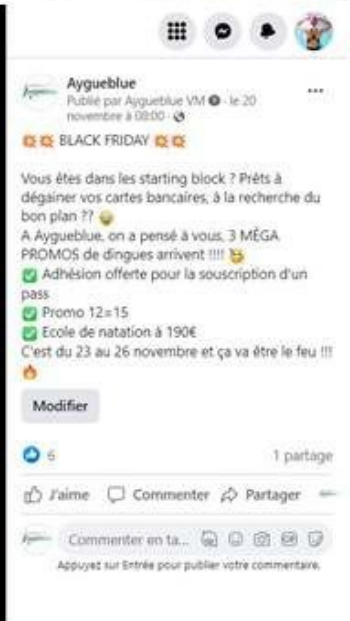 Aygueblue
Publié par Aygueblue VM · le 20
novembre à 08:00 ·
💥💥 BLACK FRIDAY 💥💥
Vous êtes dans les starting block ? Prêts à
dégainer vos cartes bancaires, à la recherche du
bon plan ?? 😜
A Aygueblue, on a pensé à vous, 3 MÉGA
PROMOS de dingues arrivent !!!!
✅ Adhésion offerte pour la souscription d'un
pass
✅ Promo 12=15
✅ Ecole de natation à 190€
C'est du 23 au 26 novembre et ça va être le feu !!!
🔥
Modifier
6 1 partage
J'aime Commenter Partager
Commenter en ta...
Appuyez sur Entrée pour publier votre commentaire.